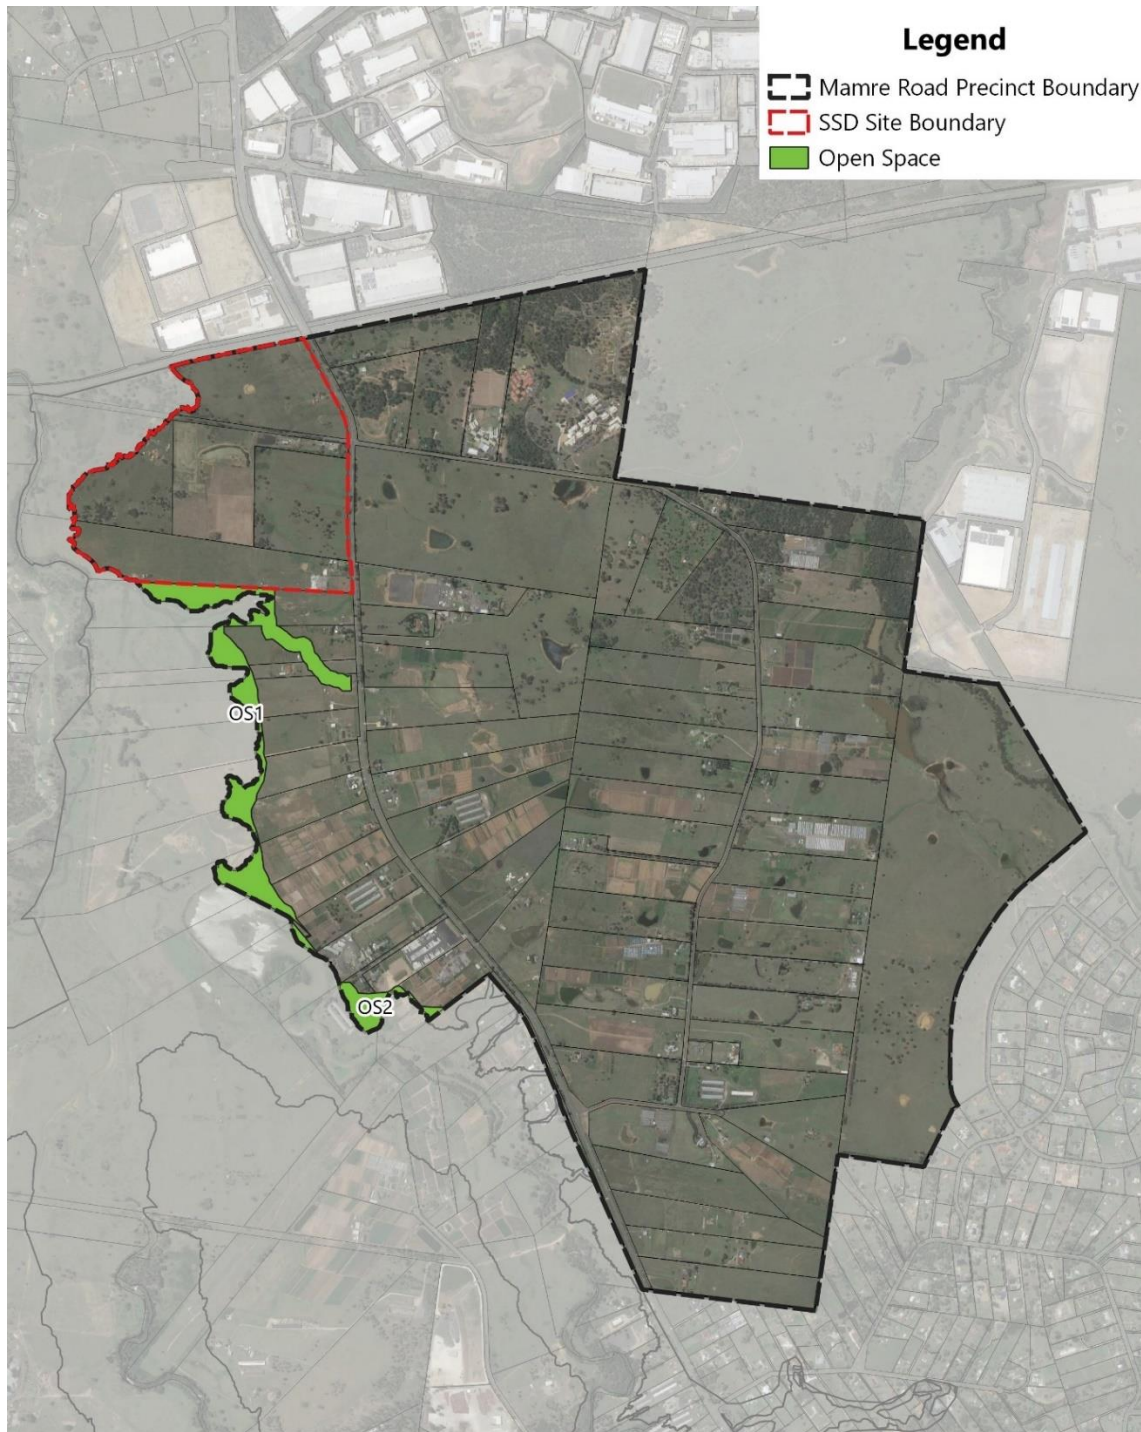 Legend
Mamre Road Precinct Boundary
SSD Site Boundary
Open Space
OS1
OS2